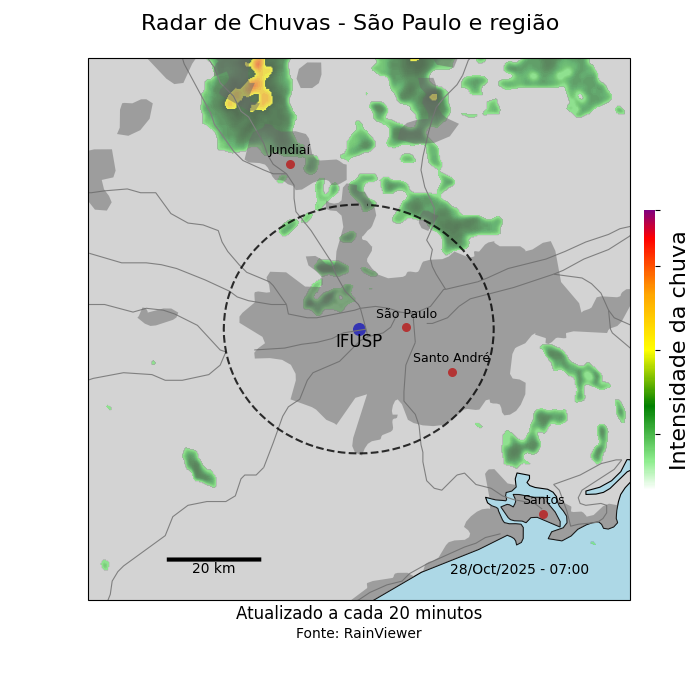 Radar de Chuvas - São Paulo e região
Jundiaí
São Paulo
IFUSP
Santo André
Santos
20 km
28/Oct/2025 - 07:00
Intensidade da chuva
Atualizado a cada 20 minutos
Fonte: RainViewer